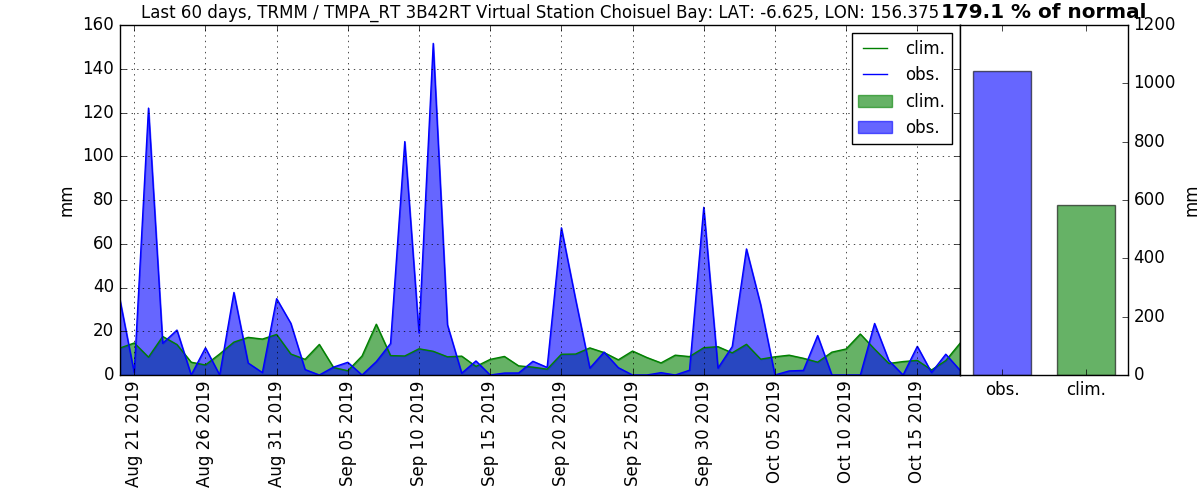 Last 60 days, TRMM / TMPA_RT 3B42RT Virtual Station Choisuel Bay: LAT: -6.625, LON: 156.375 179.1 % of normal
160
140
120
100
80
60
40
20
0
mm
clim.
obs.
clim.
obs.
Aug 21 2019
Aug 26 2019
Aug 31 2019
Sep 05 2019
Sep 10 2019
Sep 15 2019
Sep 20 2019
Sep 25 2019
Sep 30 2019
Oct 05 2019
Oct 10 2019
Oct 15 2019
1200
1000
800
600
400
200
0
mm
obs.
clim.